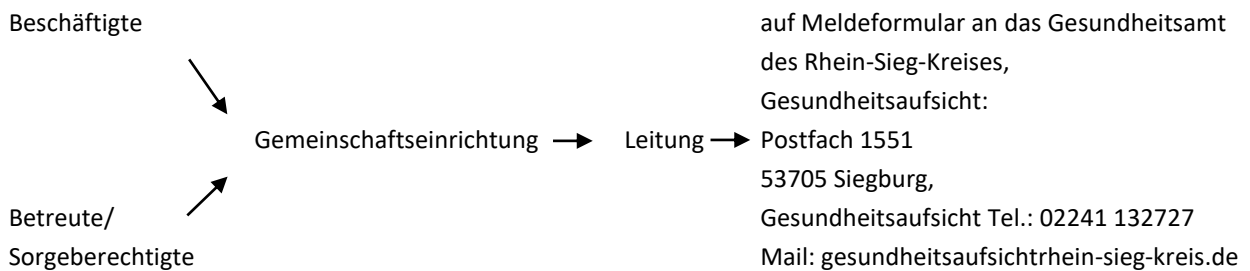 Beschäftigte
Gemeinschaftseinrichtung
Betreute/
Sorgeberechtigte
Leitung
auf Meldeformular an das Gesundheitsamt
des Rhein-Sieg-Kreises,
Gesundheitsaufsicht:
Postfach 1551
53705 Siegburg,
Gesundheitsaufsicht Tel.: 02241 132727
Mail: gesundheitsaufsichtrhein-sieg-kreis.de